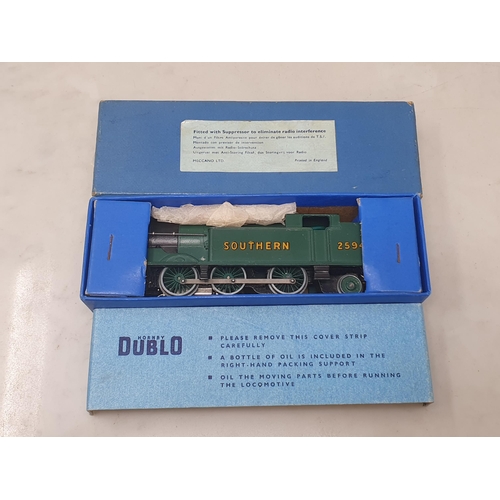 Fitted with Suppressor to eliminate radio interference
MECCANO LTD. Printed in England
SOUTHERN 2594
HORNBY
DUBLO
PLEASE REMOVE THIS COVER STRIP
CAREFULLY
A BOTTLE OF OIL IS INCLUDED IN THE
RIGHT-HAND PACKING SUPPORT
OIL THE MOVING PARTS BEFORE RUNNING
THE LOCOMOTIVE